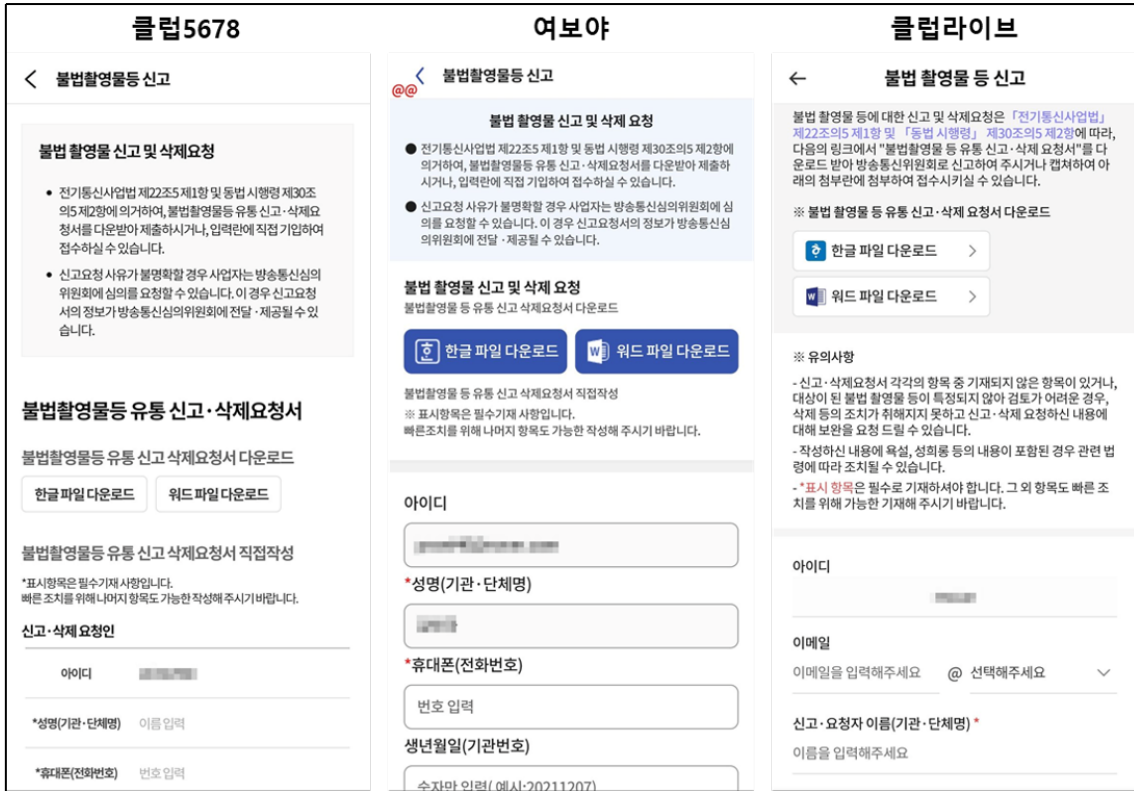 클럽5678
불법촬영물등 신고
불법 촬영물 신고 및 삭제요청
• 전기통신사업법 제22조5 제1항 및 동법 시행령 제30조
의5 제2항에 의거하여, 불법촬영물등 유통 신고·삭제요
청서를 다운받아 제출하시거나, 입력란에 직접 기입하여
접수하실 수 있습니다.
• 신고요청 사유가 불명확할 경우 사업자는 방송통신심의
위원회에 심의를 요청할 수 있습니다. 이 경우 신고요청
서의 정보가 방송통신심의위원회에 전달·제공될 수 있
습니다.
불법촬영물등 유통 신고·삭제요청서
불법촬영물등 유통 신고 삭제요청서 다운로드
한글 파일 다운로드 워드 파일 다운로드
불법촬영물등 유통 신고 삭제요청서 직접작성
*표시항목은 필수기재 사항입니다.
빠른 조치를 위해 나머지 항목도 가능한 작성해 주시기 바랍니다.
신고·삭제 요청인
아이디
*성명(기관·단체명) 이름 입력
*휴대폰(전화번호) 번호 입력
여보야
불법촬영물등 신고
@@
불법 촬영물 신고 및 삭제 요청
● 전기통신사업법 제22조의5 제1항 및 동법 시행령 제30조의5 제2항에
의거하여, 불법촬영물등 유통 신고·삭제요청서를 다운받아 제출하
시거나, 입력란에 직접 기입하여 접수하실 수 있습니다.
● 신고요청 사유가 불명확할 경우 사업자는 방송통신심의위원회에 심
의를 요청할 수 있습니다. 이 경우 신고요청서의 정보가 방송통신심
의위원회에 전달·제공될 수 있습니다.
불법 촬영물 신고 및 삭제 요청
불법촬영물 등 유통 신고 삭제요청서 다운로드
한글 파일 다운로드 워드 파일 다운로드
불법촬영물 등 유통 신고 삭제요청서 직접작성
※ 표시항목은 필수기재 사항입니다.
빠른조치를 위해 나머지 항목도 가능한 작성해 주시기 바랍니다.
아이디
*성명(기관·단체명)
*휴대폰(전화번호)
번호 입력
생년월일(기관번호)
숫자만 입력( 예시:20211207)
클럽라이브
불법 촬영물 등 신고
불법 촬영물 등에 대한 신고 및 삭제요청은 「전기통신사업법」
제22조의5 제1항 및 「동법 시행령」 제30조의5 제2항에 따라,
다음의 링크에서 "불법촬영물 등 유통 신고·삭제 요청서"를 다
운로드 받아 방송통신위원회로 신고하여 주시거나 캡쳐하여 아
래의 첨부란에 첨부하여 접수시키실 수 있습니다.
※ 불법 촬영물 등 유통 신고·삭제 요청서 다운로드
한글 파일 다운로드
워드 파일 다운로드
※ 유의사항
- 신고·삭제요청서 각각의 항목 중 기재되지 않은 항목이 있거나,
대상이 된 불법 촬영물 등이 특정되지 않아 검토가 어려운 경우,
삭제 등의 조치가 취해지지 못하고 신고·삭제 요청하신 내용에
대해 보완을 요청 드릴 수 있습니다.
- 작성하신 내용에 욕설, 성희롱 등의 내용이 포함된 경우 관련 법
령에 따라 조치될 수 있습니다.
- *표시 항목은 필수로 기재하셔야 합니다. 그 외 항목도 빠른 조
치를 위해 가능한 기재해 주시기 바랍니다.
아이디
이메일
이메일을 입력해주세요 @ 선택해주세요
신고·요청자 이름(기관·단체명) *
이름을 입력해주세요